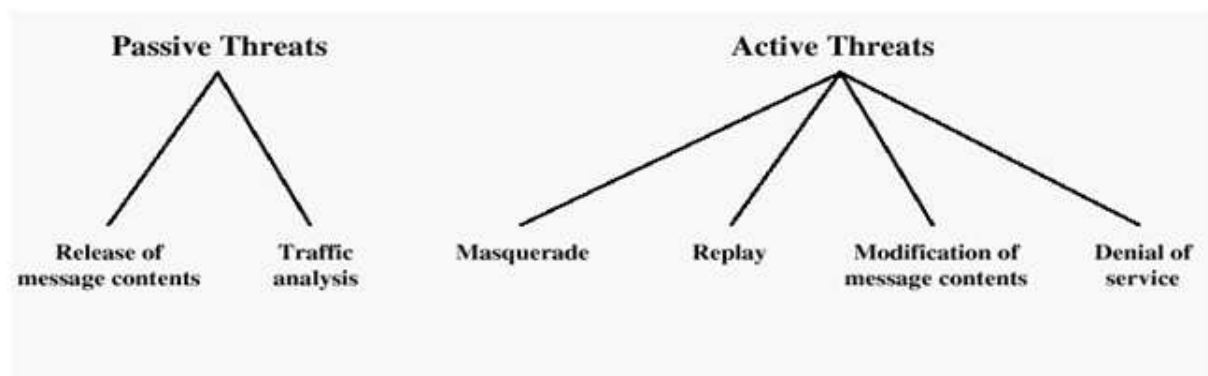 Passive Threats
Active Threats
Release of
message contents
Traffic
analysis
Masquerade
Replay
Modification of
message contents
Denial of
service